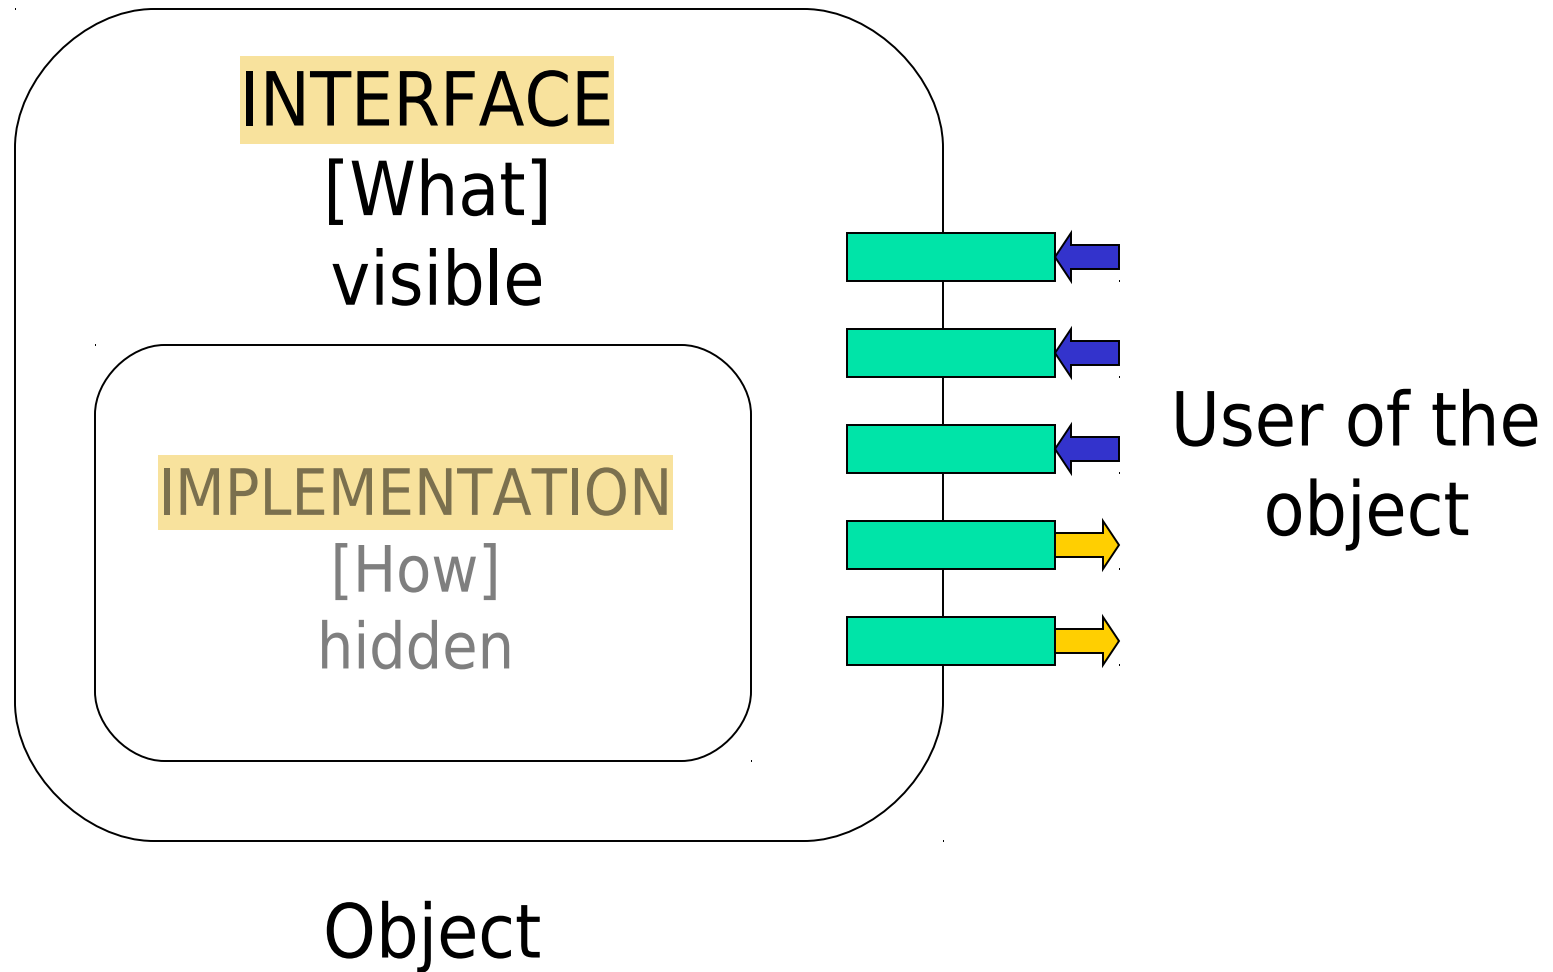 INTERFACE
[What]
visible
IMPLEMENTATION
[How]
hidden
User of the
object
Object